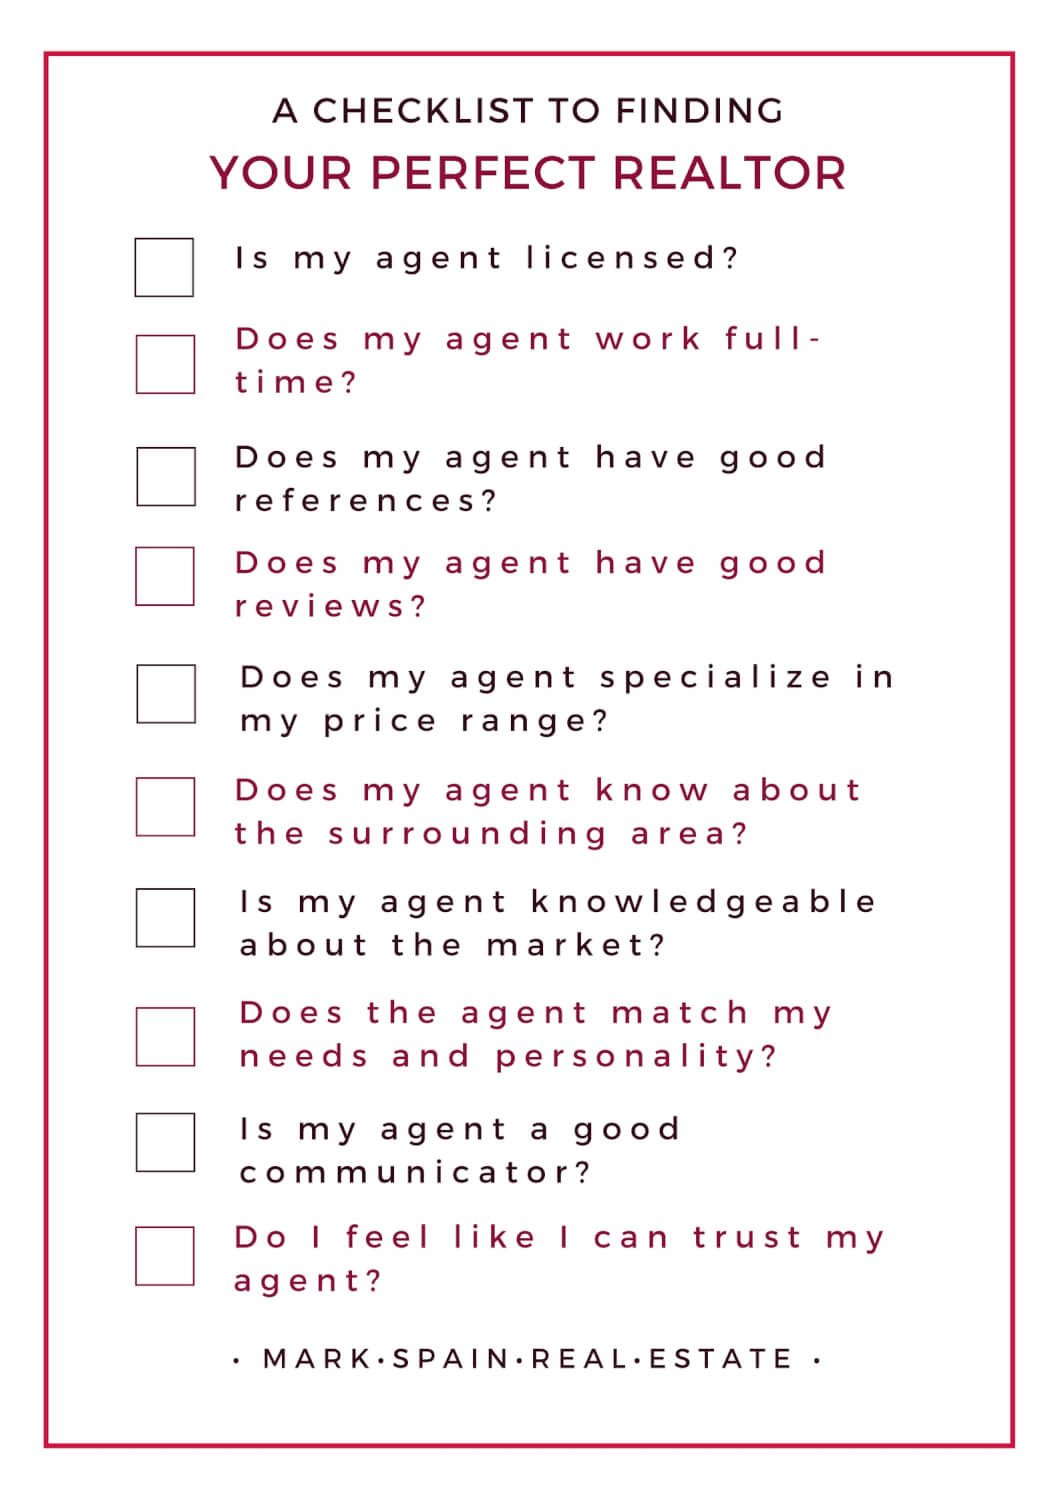 A CHECKLIST TO FINDING
YOUR PERFECT REALTOR
Is my agent licensed?
Does my agent work full-
time?
Does my agent have good
references?
Does my agent have good
reviews?
Does my agent specialize in
my price range?
Does my agent know about
the surrounding area?
Is my agent knowledgeable
about the market?
Does the agent match my
needs and personality?
Is my agent a good
communicator?
Do I feel like I can trust my
agent?
• MARK•SPAIN•REAL•ESTATE •